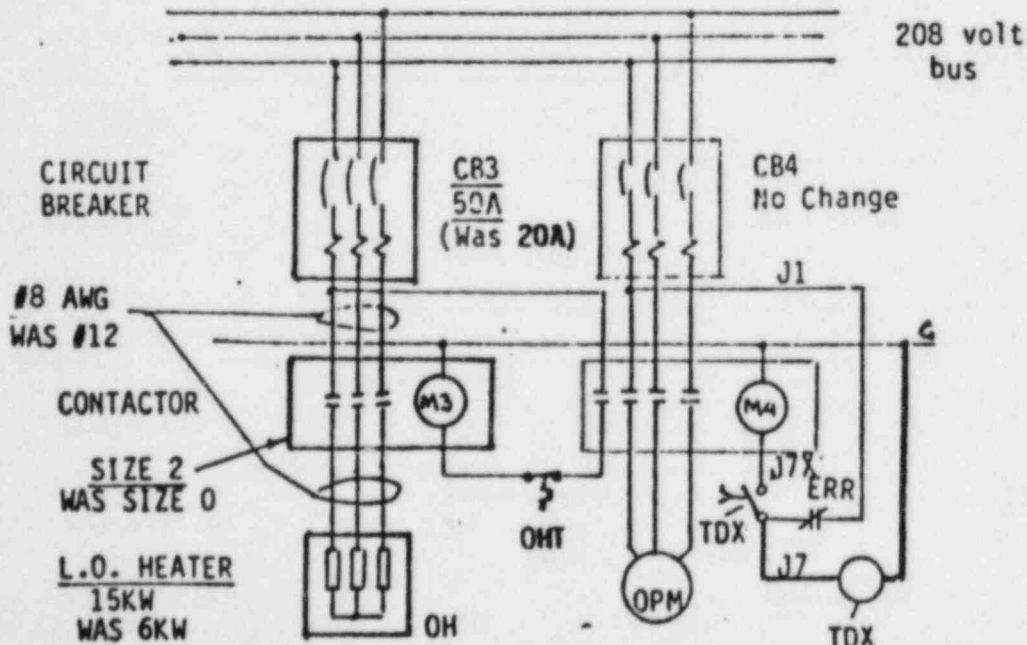 208 volt
bus
CIRCUIT
BREAKER
CB3
50A
(Was 20A)
CB4
No Change
J1
#8 AWG
WAS #12
G
CONTACTOR
M3
M4
SIZE 2
WAS SIZE 0
J7X
ERR
TDX
OHT
J7
L.O. HEATER
15KW
WAS 6KW
OH
OPM
TDX